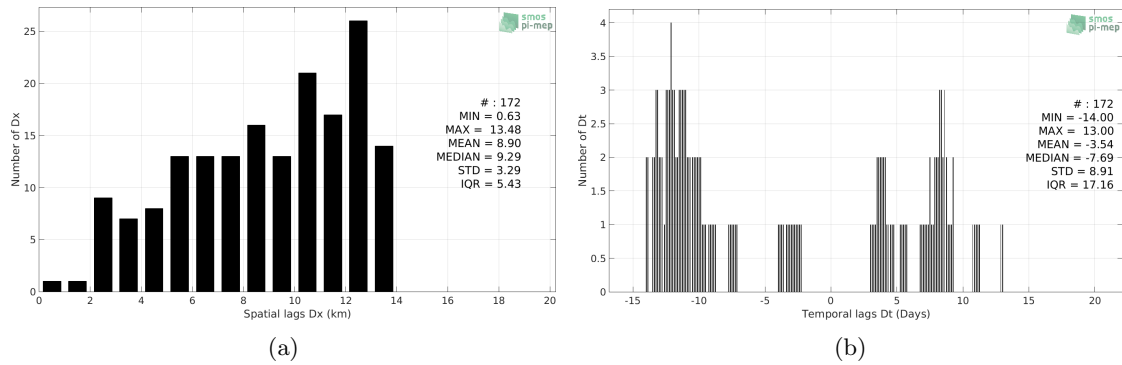 smos
pi-mep
25
20
15
10
5
0
Number of Dx
# : 172
MIN = 0.63
MAX = 13.48
MEAN = 8.90
MEDIAN = 9.29
STD = 3.29
IQR = 5.43
0 2 4 6 8 10 12 14 16 18 20
Spatial lags Dx (km)
(a)
smos
pi-mep
4
3.5
3
2.5
2
1.5
1
0.5
0
Number of Dt
# : 172
MIN = -14.00
MAX = 13.00
MEAN = -3.54
MEDIAN = -7.69
STD = 8.91
IQR = 17.16
-15 -10 -5 0 5 10 15 20
Temporal lags Dt (Days)
(b)